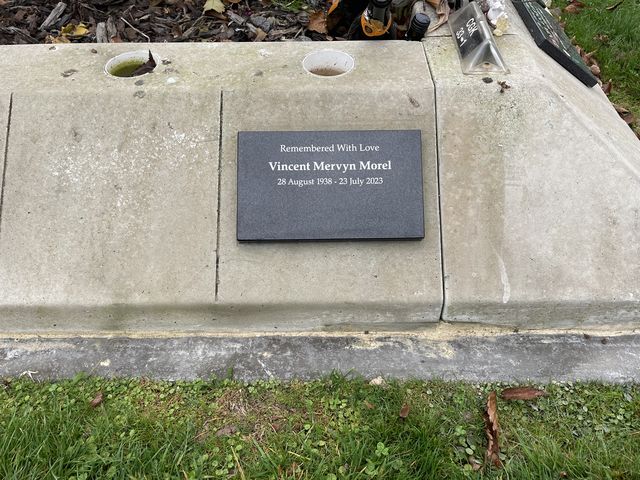 Remembered With Love
Vincent Mervyn Morel
28 August 1938 - 23 July 2023